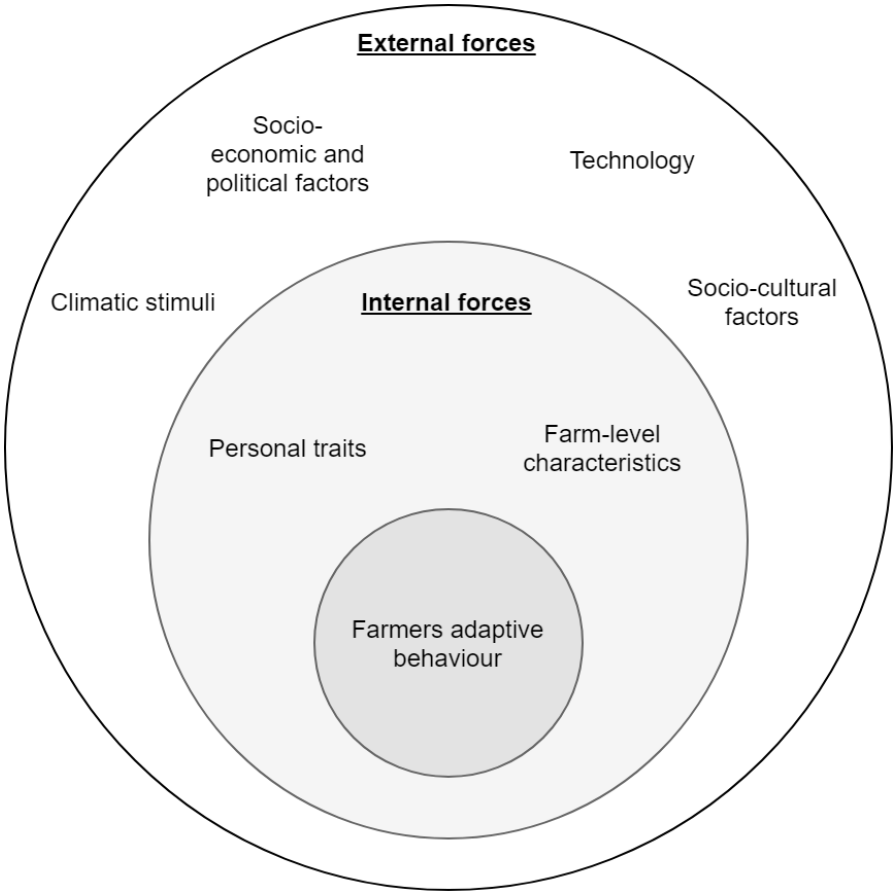 External forces
Socio-
economic and
political factors
Technology
Climatic stimuli
Socio-cultural
factors
Internal forces
Personal traits
Farm-level
characteristics
Farmers adaptive
behaviour